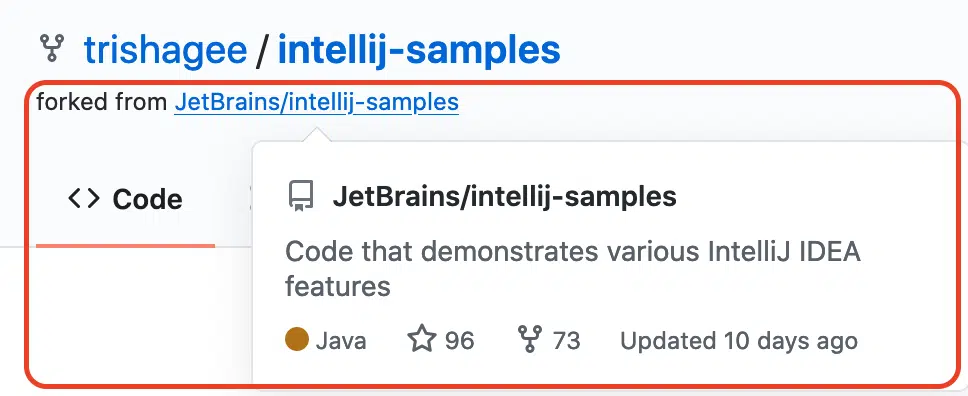 trishagee / intellij-samples
forked from JetBrains/intellij-samples
<> Code
JetBrains/intellij-samples
Code that demonstrates various IntelliJ IDEA
features
Java 96 73 Updated 10 days ago